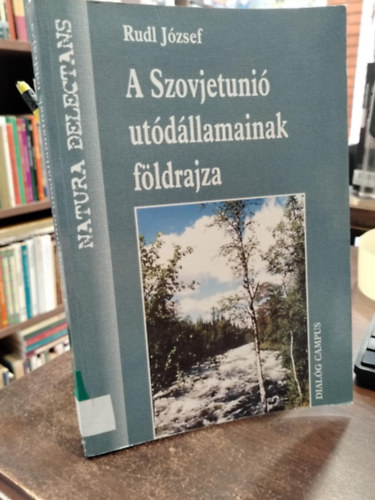 Rudl József
A Szovjetunió
utódállamainak
földrajza
NATURA DELECTANS
DIALÓG CAMPUS